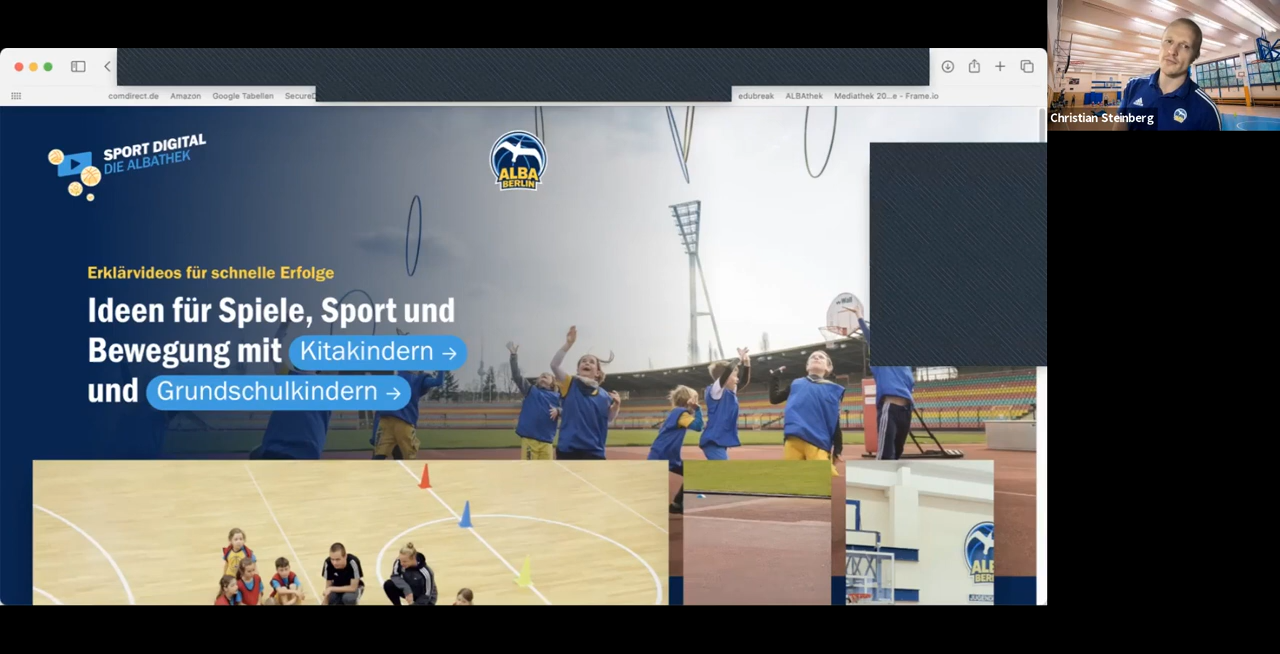 comdirect.de Amazon Google Tabellen edubreak ALBAthek Mediathek 20...e - Frame.io
Christian Steinberg
SPORT DIGITAL
DIE ALBATHEK
ALBA
BERLIN
Erklärvideos für schnelle Erfolge
Ideen für Spiele, Sport und
Bewegung mit Kitakindern →
und Grundschulkindern →